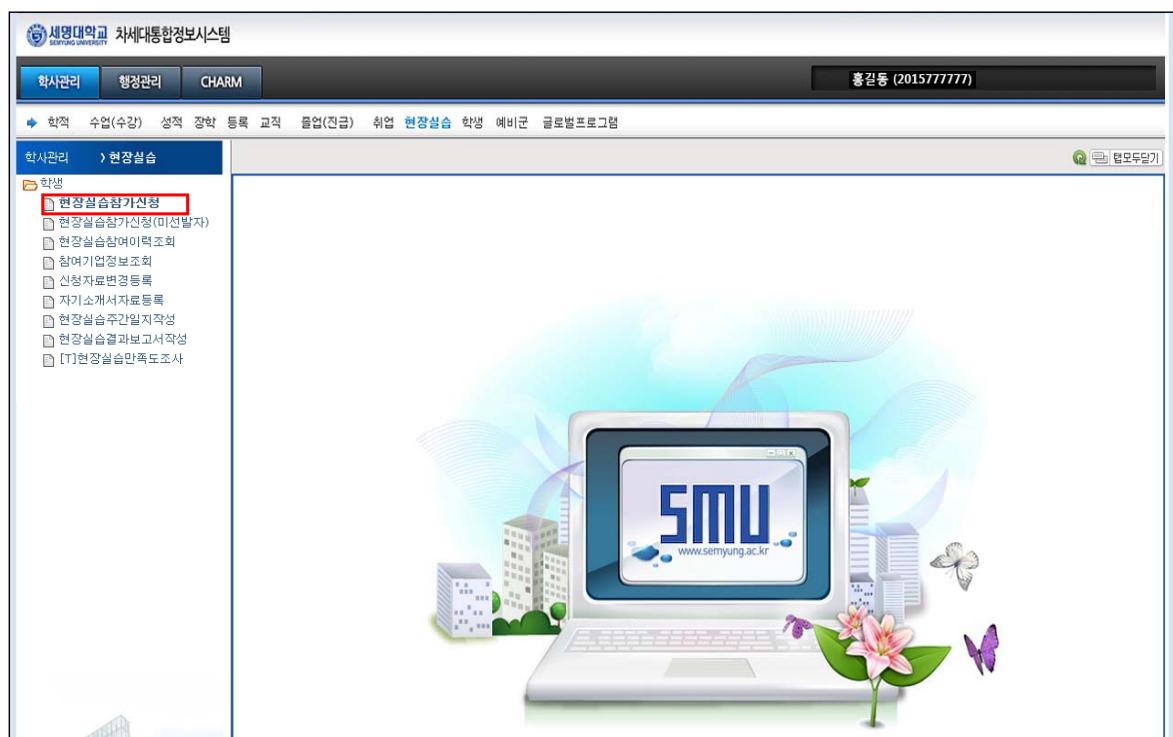 세명대학교 차세대통합정보시스템
SEMYUNG UNIVERSITY
학사관리 행정관리 CHARM 홍길동 (2015777777)
학적 수업(수강) 성적 장학 등록 교직 졸업(진급) 취업 현장실습 학생 예비군 글로벌프로그램
학사관리 > 현장실습 탭모두닫기
학생
현장실습참가신청
현장실습참가신청(미선발자)
현장실습참여이력조회
참여기업정보조회
신청자료변경등록
자기소개서자료등록
현장실습주간일지작성
현장실습결과보고서작성
[T]현장실습만족도조사
SMU
www.semyung.ac.kr